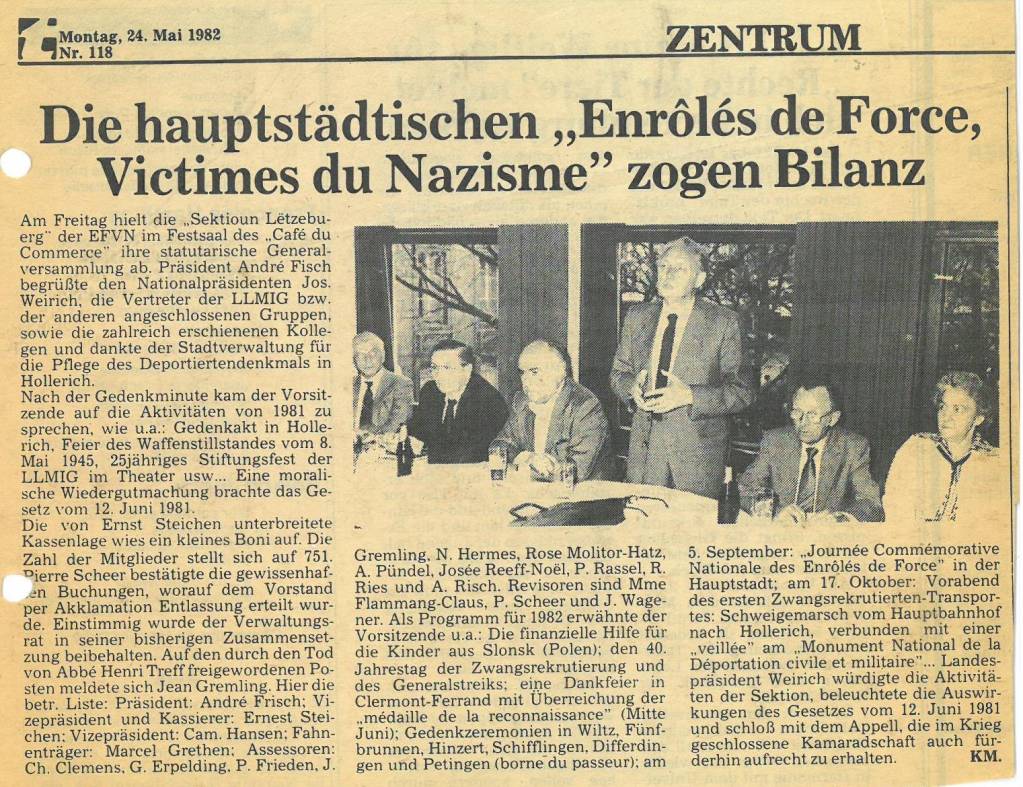 Montag, 24. Mai 1982
Nr. 118
ZENTRUM
Die hauptstädtischen „Enrôlés de Force,
Victimes du Nazisme” zogen Bilanz
Am Freitag hielt die „Sektioun Lëtzebu-
erg” der EFVN im Festsaal des „Café du
Commerce” ihre statutarische General-
versammlung ab. Präsident André Fisch
begrüßte den Nationalpräsidenten Jos.
Weirich, die Vertreter der LLMIG bzw.
der anderen angeschlossenen Gruppen,
sowie die zahlreich erschienenen Kolle-
gen und dankte der Stadtverwaltung für
die Pflege des Deportiertendenkmals in
Hollerich.
Nach der Gedenkminute kam der Vorsit-
zende auf die Aktivitäten von 1981 zu
sprechen, wie u.a.: Gedenkakt in Holle-
rich, Feier des Waffenstillstandes vom 8.
Mai 1945, 25jähriges Stiftungsfest der
LLMIG im Theater usw... Eine morali-
sche Wiedergutmachung brachte das Ge-
setz vom 12. Juni 1981.
Die von Ernst Steichen unterbreitete
Kassenlage wies ein kleines Boni auf. Die
Zahl der Mitglieder stellt sich auf 751.
Pierre Scheer bestätigte die gewissenhaf-
en Buchungen, worauf dem Vorstand
per Akklamation Entlassung erteilt wur-
de. Einstimmig wurde der Verwaltungs-
rat in seiner bisherigen Zusammenset-
zung beibehalten. Auf den durch den Tod
von Abbé Henri Treff freigewordenen Po-
sten meldete sich Jean Gremling. Hier die
betr. Liste: Präsident: André Frisch; Vi-
zepräsident und Kassierer: Ernest Stei-
chen; Vizepräsident: Cam. Hansen; Fah-
nenträger: Marcel Grethen; Assessoren:
Ch. Clemens, G. Erpelding, P. Frieden, J.
Gremling, N. Hermes, Rose Molitor-Hatz,
A. Pündel, Josée Reeff-Noël, P. Rassel, R.
Ries und A. Risch. Revisoren sind Mme
Flammang-Claus, P. Scheer und J. Wage-
ner. Als Programm für 1982 erwähnte der
Vorsitzende u.a.: Die finanzielle Hilfe für
die Kinder aus Slonsk (Polen); den 40.
Jahrestag der Zwangsrekrutierung und
des Generalstreiks; eine Dankfeier in
Clermont-Ferrand mit Überreichung der
„médaille de la reconnaissance” (Mitte
Juni); Gedenkzeremonien in Wiltz, Fünf-
brunnen, Hinzert, Schifflingen, Differdin-
gen und Petingen (borne du passeur); am
5. September: „Journée Commémorative
Nationale des Enrôlés de Force” in der
Hauptstadt; am 17. Oktober: Vorabend
des ersten Zwangsrekrutierten-Transpor-
tes: Schweigemarsch vom Hauptbahnhof
nach Hollerich, verbunden mit einer
„veillée” am „Monument National de la
Déportation civile et militaire”... Landes-
präsident Weirich würdigte die Aktivitä-
ten der Sektion, beleuchtete die Auswir-
kungen des Gesetzes vom 12. Juni 1981
und schloß mit dem Appell, die im Krieg
geschlossene Kamaradschaft auch für-
derhin aufrecht zu erhalten. KM.